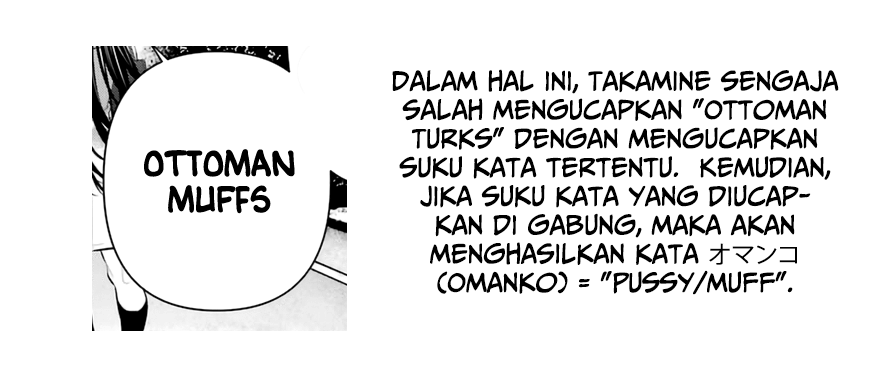 OTTOMAN
MUFFS
DALAM HAL INI, TAKAMINE SENGAJA
SALAH MENGUCAPKAN "OTTOMAN
TURKS" DENGAN MENGUCAPKAN
SUKU KATA TERTENTU. KEMUDIAN,
JIKA SUKU KATA YANG DIUCAP-
KAN DI GABUNG, MAKA AKAN
MENGHASILKAN KATA オマンコ
(OMANKO) = "PUSSY/MUFF".